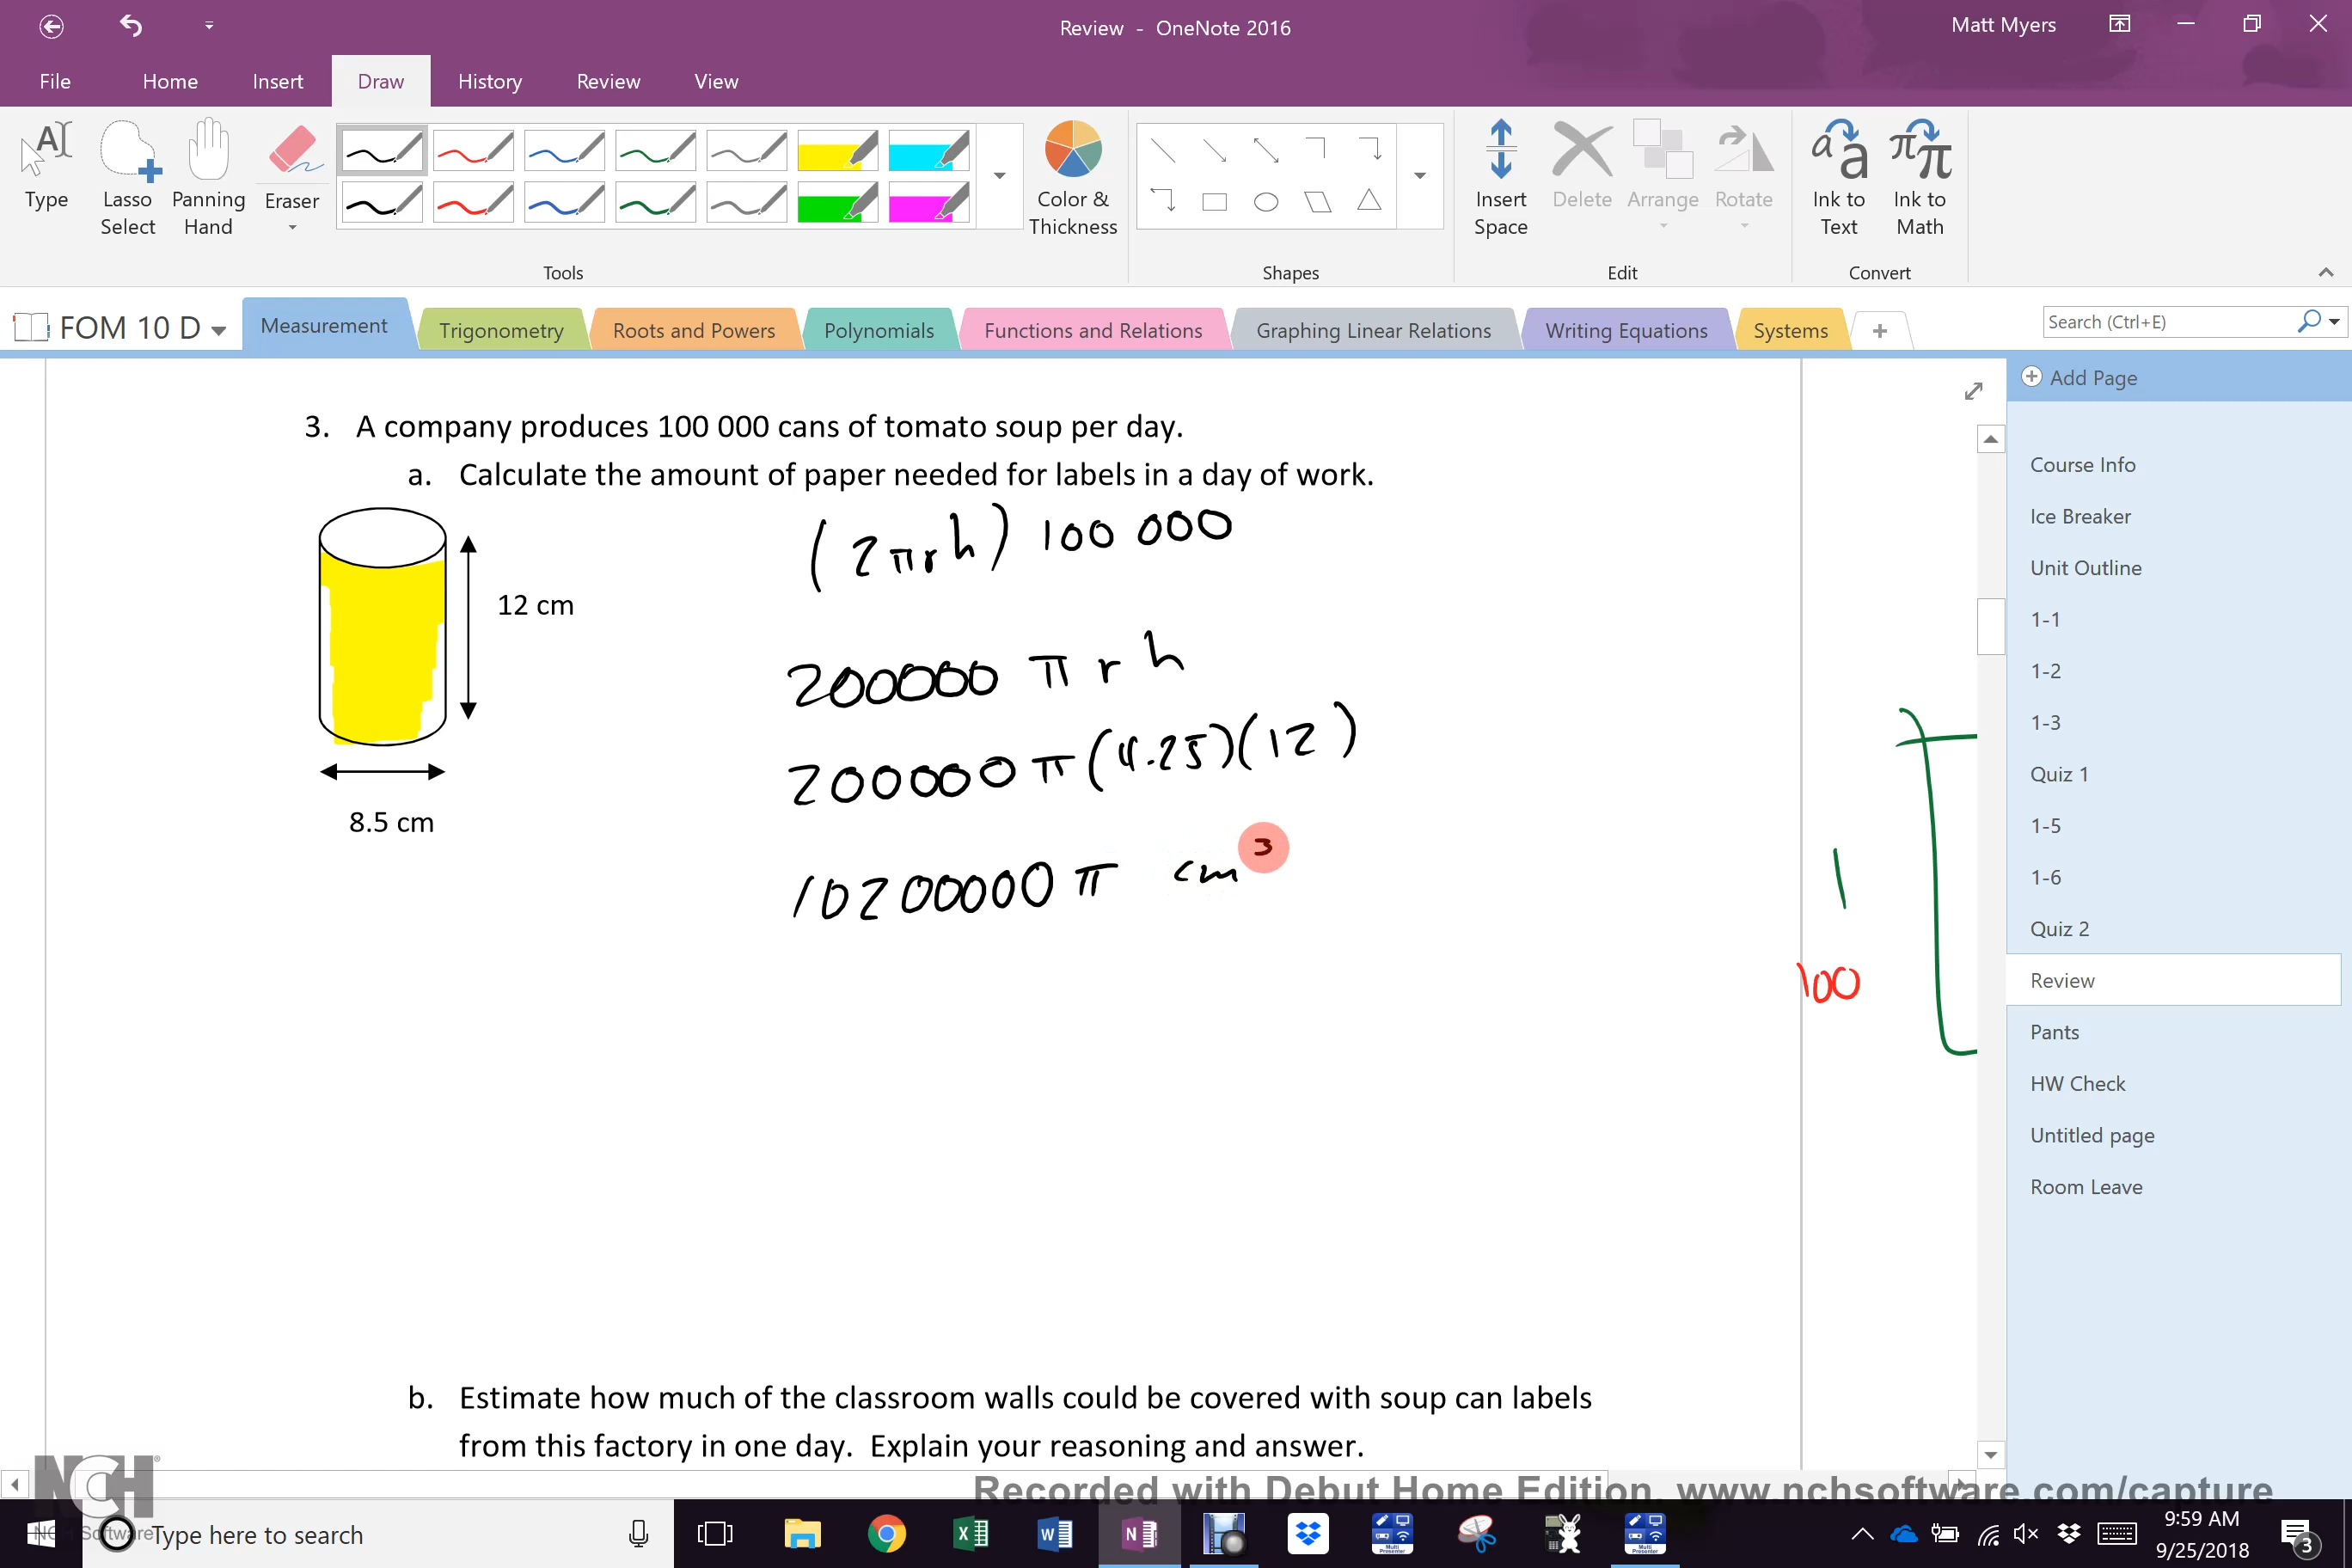 Review - OneNote 2016
Matt Myers
File
Home
Insert
Draw
History
Review
View
Type
Lasso Select
Panning Hand
Eraser
Color & Thickness
Insert Space
Delete
Arrange
Rotate
Ink to Text
Ink to Math
Tools
Shapes
Edit
Convert
FOM 10 D
Measurement
Trigonometry
Roots and Powers
Polynomials
Functions and Relations
Graphing Linear Relations
Writing Equations
Systems
Search (Ctrl+E)
Add Page
Course Info
Ice Breaker
Unit Outline
1-1
1-2
1-3
Quiz 1
1-5
1-6
Quiz 2
Review
Pants
HW Check
Untitled page
Room Leave
3. A company produces 100 000 cans of tomato soup per day.
a. Calculate the amount of paper needed for labels in a day of work.
12 cm
8.5 cm
(2πrh) 100 000
200000 π r h
200000 π (4.25)(12)
10200000 π cm³
1
100
b. Estimate how much of the classroom walls could be covered with soup can labels
from this factory in one day. Explain your reasoning and answer.
NCH
NCH Software
Recorded with Debut Home Edition. www.nchsoftware.com/capture
Type here to search
9:59 AM
9/25/2018
3